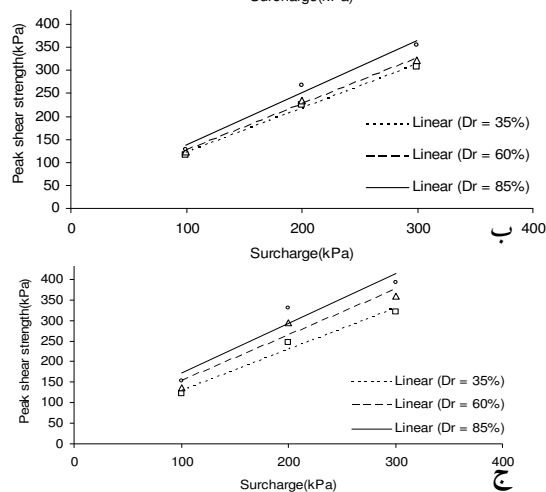 Surcharge(kPa)
Peak shear strength(kPa)
400
350
300
250
200
150
100
50
0
0 100 200 300 400
Surcharge(kPa)
Linear (Dr = 35%)
Linear (Dr = 60%)
Linear (Dr = 85%)
ب
Peak shear strength(kPa)
400
350
300
250
200
150
100
50
0
0 100 200 300 400
Surcharge(kPa)
Linear (Dr = 35%)
Linear (Dr = 60%)
Linear (Dr = 85%)
ج